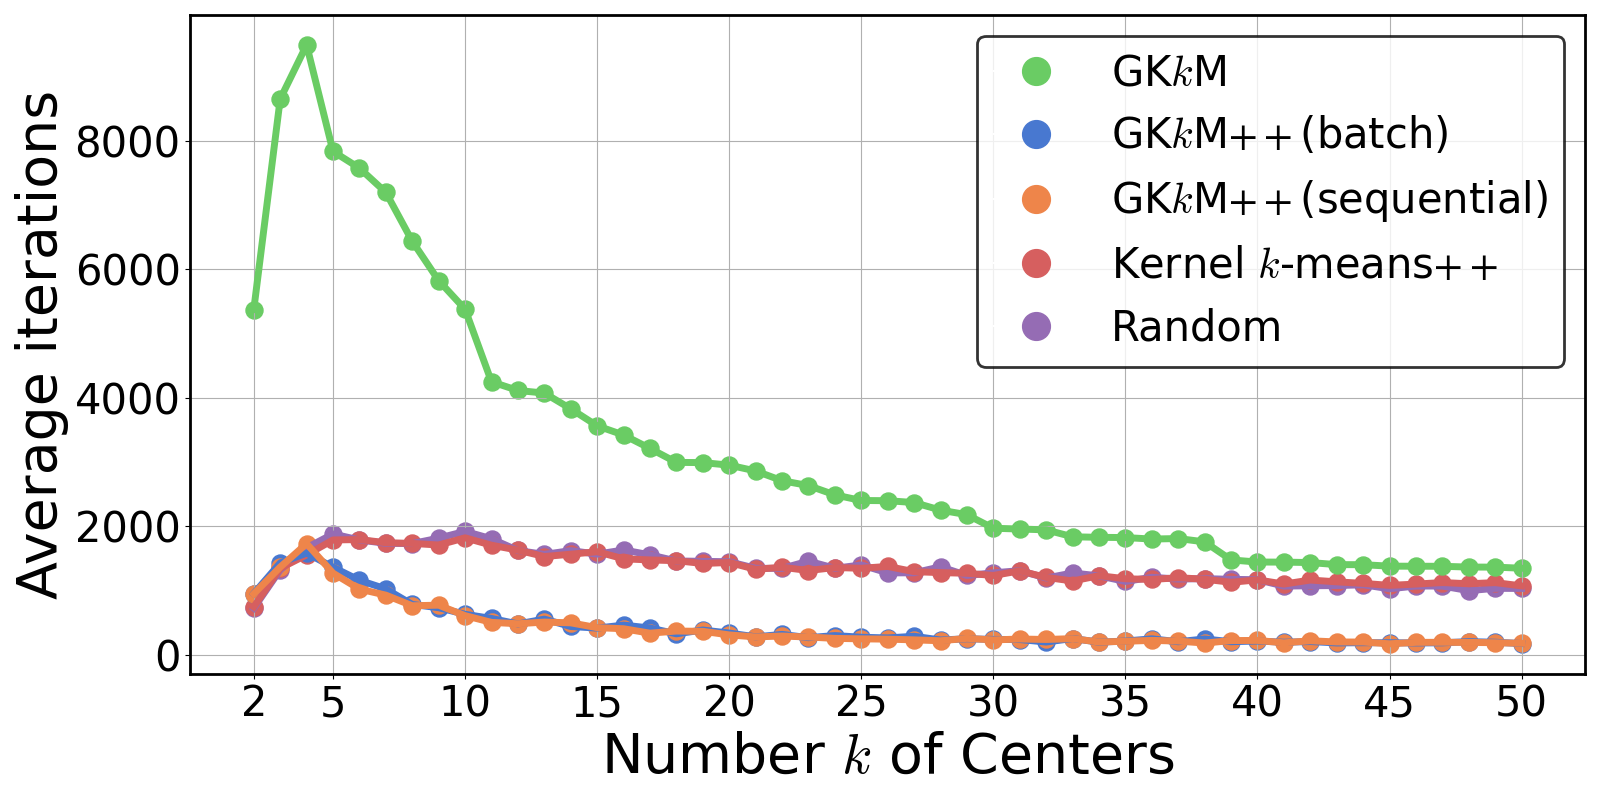 Average iterations
8000
6000
4000
2000
0
2 5 10 15 20 25 30 35 40 45 50
Number k of Centers
GKkM
GKkM++(batch)
GKkM++(sequential)
Kernel k-means++
Random